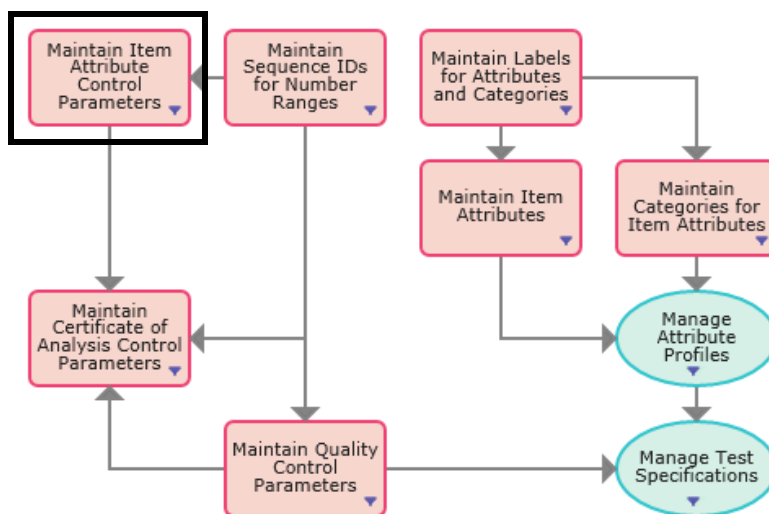 Maintain Item
Attribute
Control
Parameters
Maintain
Sequence IDs
for Number
Ranges
Maintain Labels
for Attributes
and Categories
Maintain Item
Attributes
Maintain
Categories for
Item Attributes
Maintain
Certificate of
Analysis Control
Parameters
Manage
Attribute
Profiles
Maintain Quality
Control
Parameters
Manage Test
Specifications